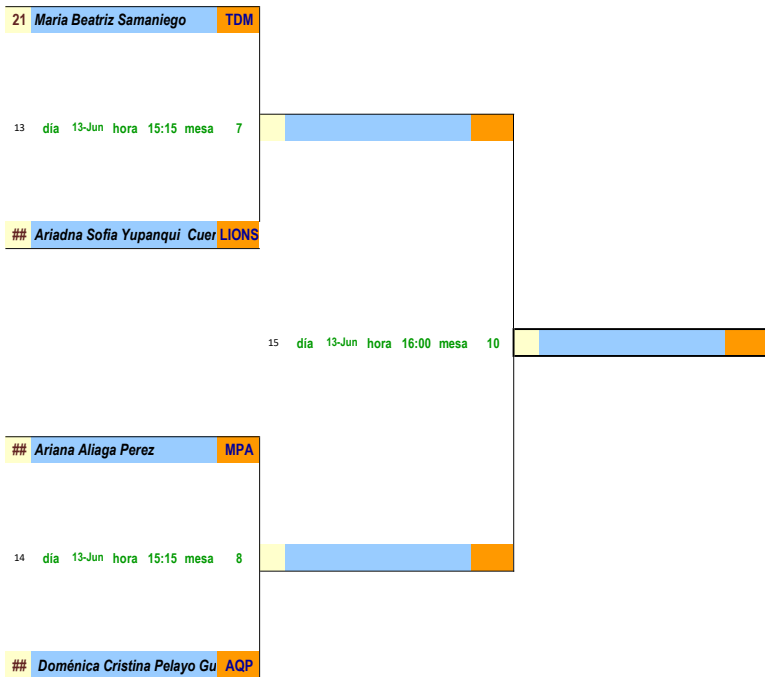 21 Maria Beatriz Samaniego TDM
13 día 13-Jun hora 15:15 mesa 7
## Ariadna Sofia Yupanqui Cuer LIONS
15 día 13-Jun hora 16:00 mesa 10
## Ariana Aliaga Perez MPA
14 día 13-Jun hora 15:15 mesa 8
## Doménica Cristina Pelayo Gu AQP